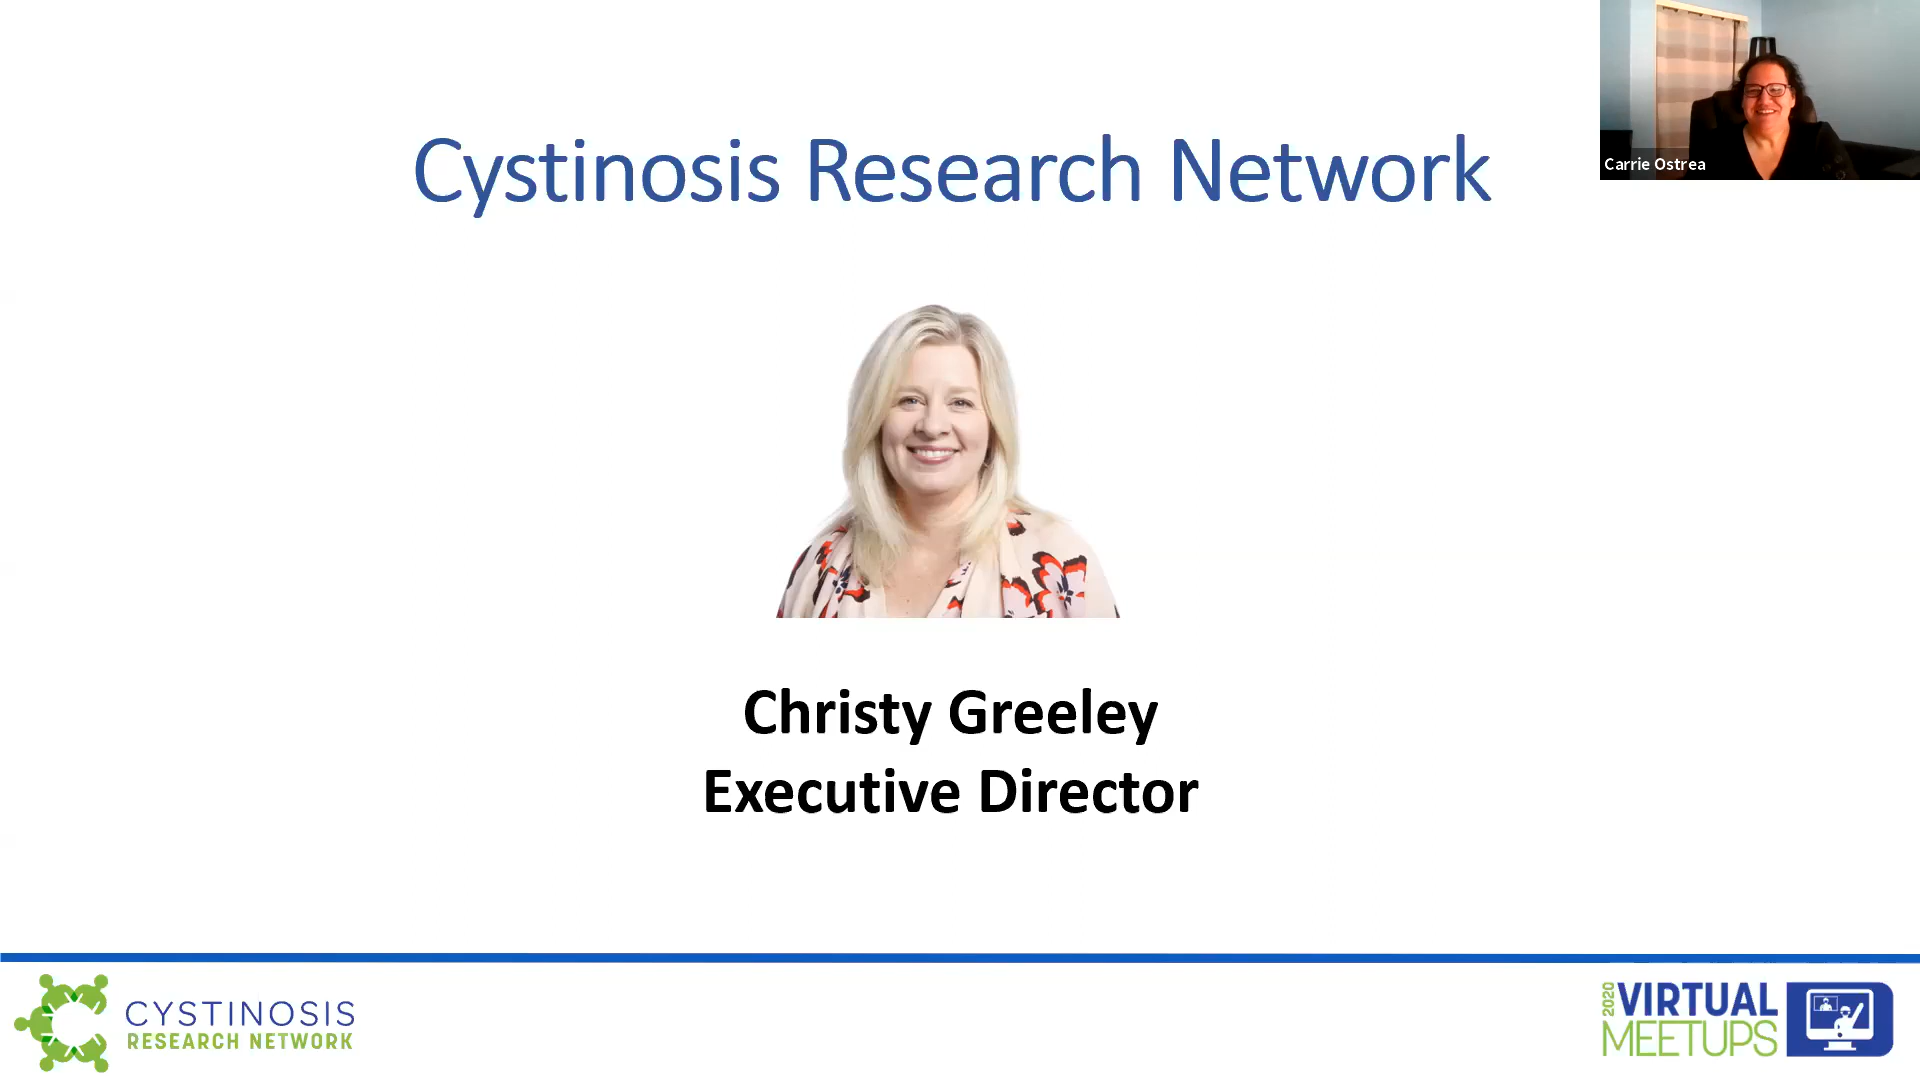 Cystinosis Research Network
Carrie Ostrea
Christy Greeley
Executive Director
CYSTINOSIS
RESEARCH NETWORK
2020
VIRTUAL
MEETUPS